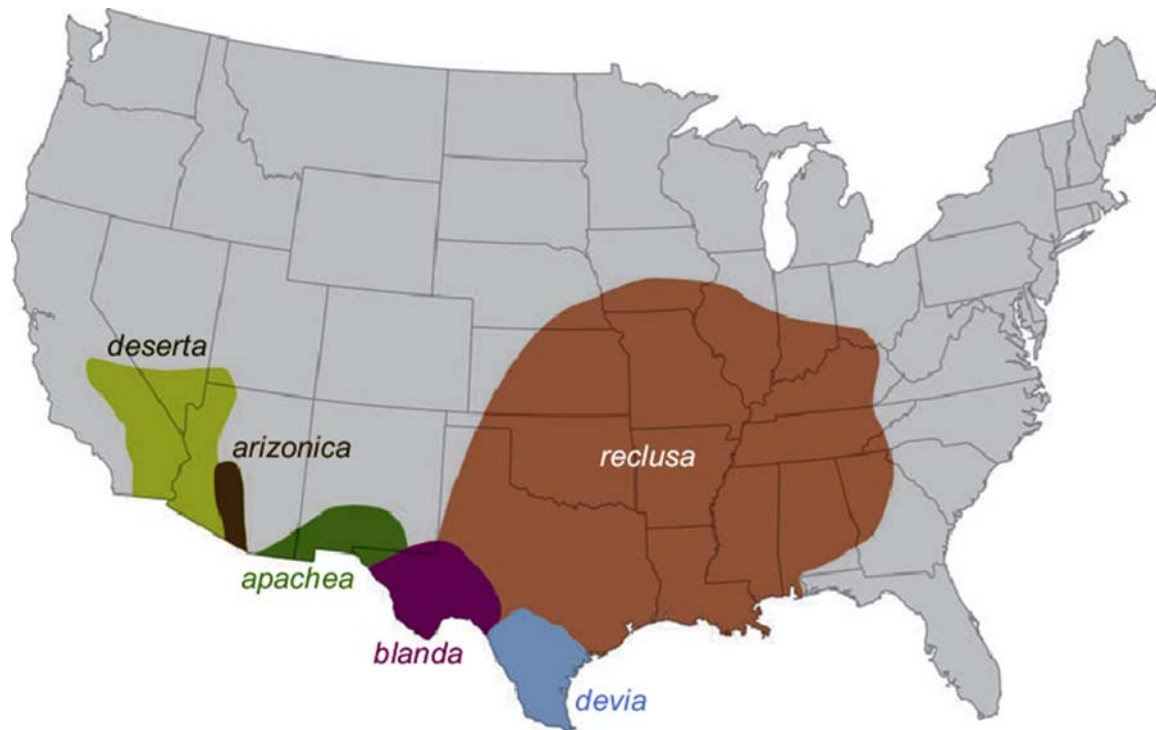 deserta
arizonica
reclusa
apachea
blanda
devia